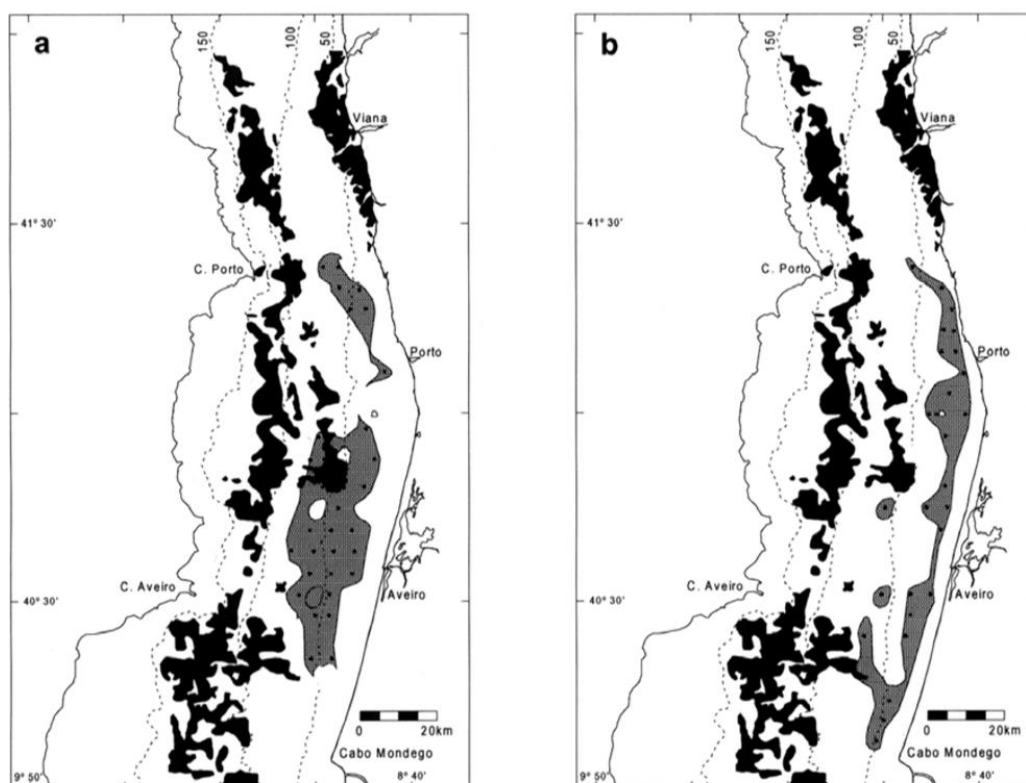 a
150
100
50
Viana
41° 30'
C. Porto
Porto
C. Aveiro
Aveiro
40° 30'
0 20km
Cabo Mondego
9° 50'
8° 40'
b
150
100
50
Viana
41° 30'
C. Porto
Porto
C. Aveiro
Aveiro
40° 30'
0 20km
Cabo Mondego
9° 50'
8° 40'